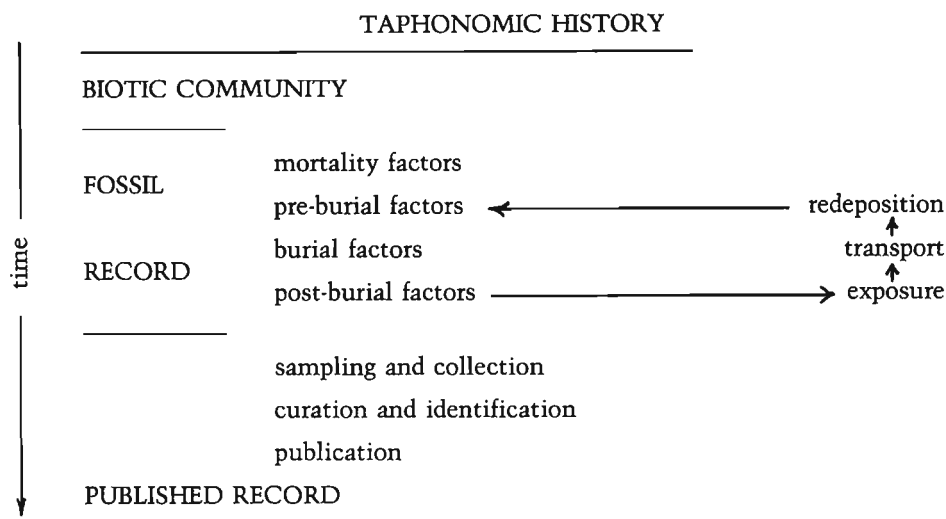 TAPHONOMIC HISTORY
BIOTIC COMMUNITY
mortality factors
FOSSIL
pre-burial factors
redeposition
burial factors
transport
time
RECORD
post-burial factors
exposure
sampling and collection
curation and identification
publication
PUBLISHED RECORD